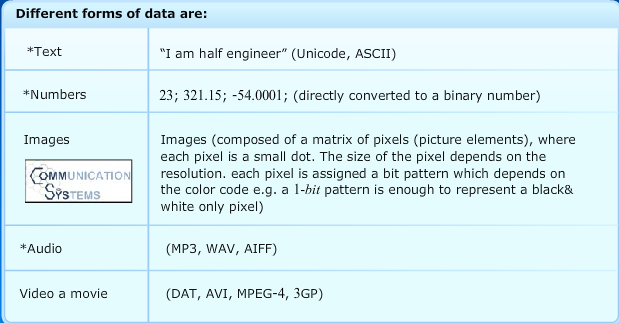 Different forms of data are:
*Text
“I am half engineer” (Unicode, ASCII)
*Numbers
23; 321.15; -54.0001; (directly converted to a binary number)
Images
COMMUNICATION
SYSTEMS
Images (composed of a matrix of pixels (picture elements), where
each pixel is a small dot. The size of the pixel depends on the
resolution. each pixel is assigned a bit pattern which depends on
the color code e.g. a 1-bit pattern is enough to represent a black&
white only pixel)
*Audio
(MP3, WAV, AIFF)
Video a movie
(DAT, AVI, MPEG-4, 3GP)